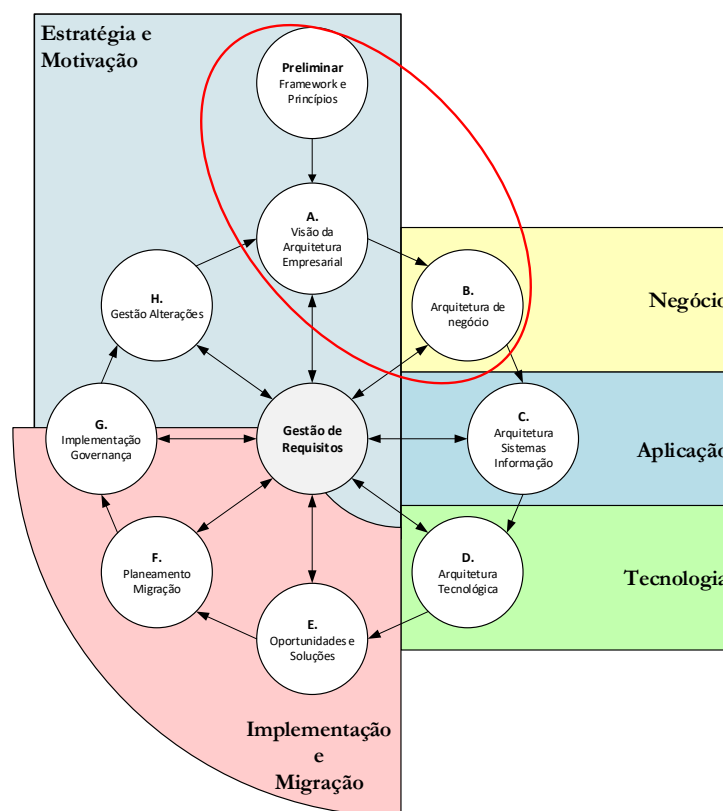 Estratégia e
Motivação
Preliminar
Framework e
Princípios
A.
Visão da
Arquitetura
Empresarial
B.
Arquitetura de
negócio
Negócio
H.
Gestão Alterações
Gestão de
Requisitos
G.
Implementação
Governança
C.
Arquitetura
Sistemas
Informação
Aplicação
F.
Planeamento
Migração
D.
Arquitetura
Tecnológica
Tecnologia
E.
Oportunidades e
Soluções
Implementação
e
Migração